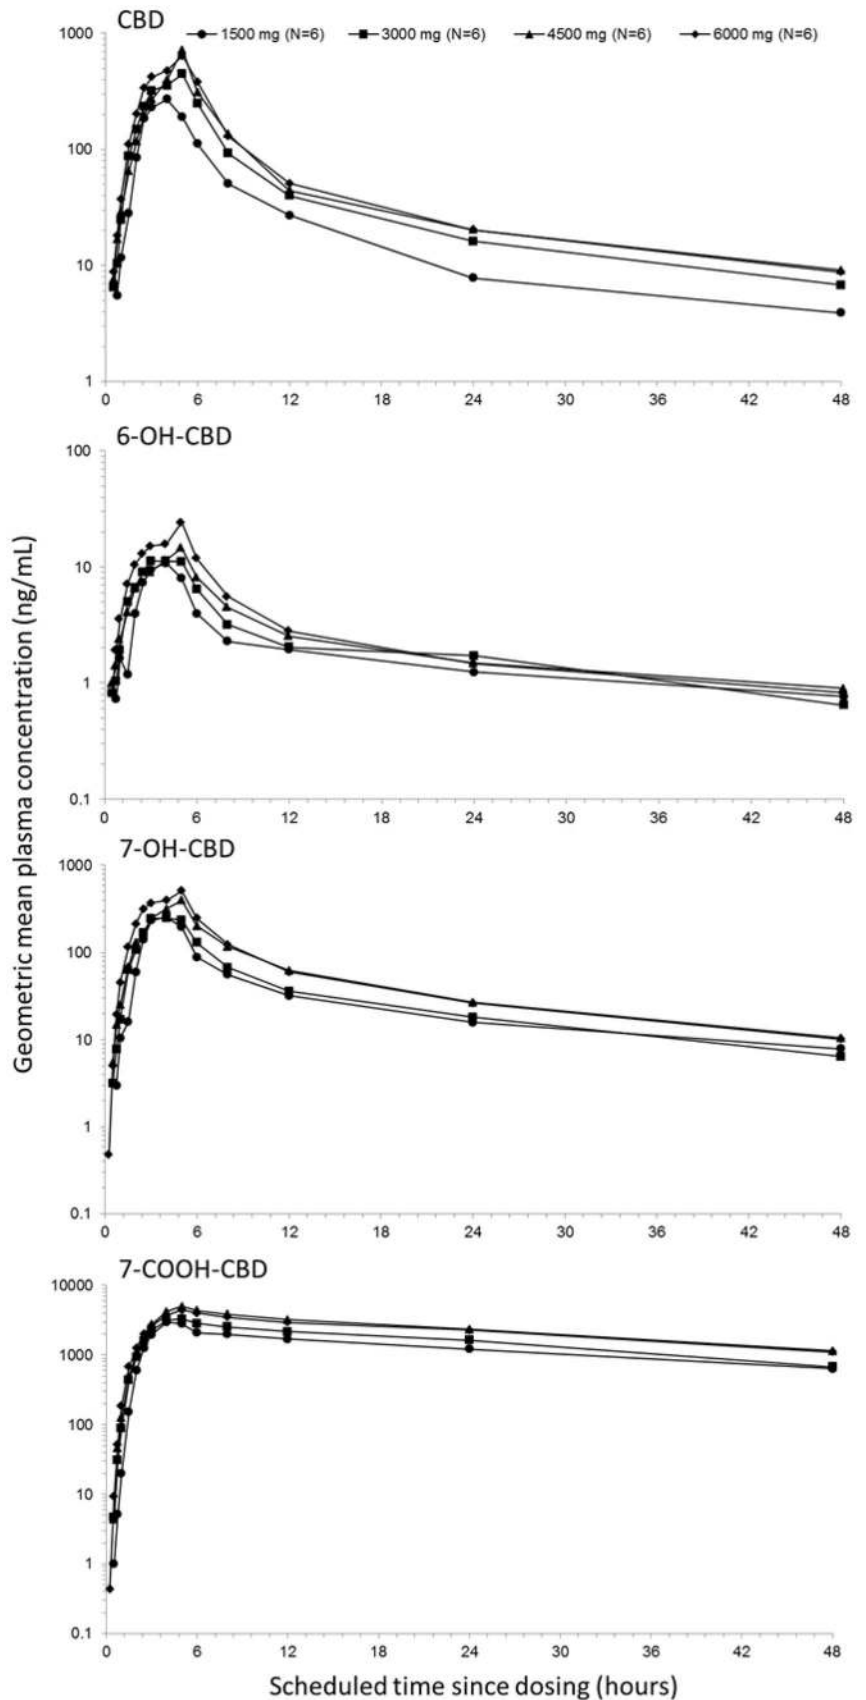 CBD
1500 mg (N=6) 3000 mg (N=6) 4500 mg (N=6) 6000 mg (N=6)
1000
100
10
1
0 6 12 18 24 30 36 42 48
6-OH-CBD
100
10
1
0.1
0 6 12 18 24 30 36 42 48
7-OH-CBD
1000
100
10
1
0.1
0 6 12 18 24 30 36 42 48
7-COOH-CBD
10000
1000
100
10
1
0.1
0 6 12 18 24 30 36 42 48
Geometric mean plasma concentration (ng/mL)
Scheduled time since dosing (hours)